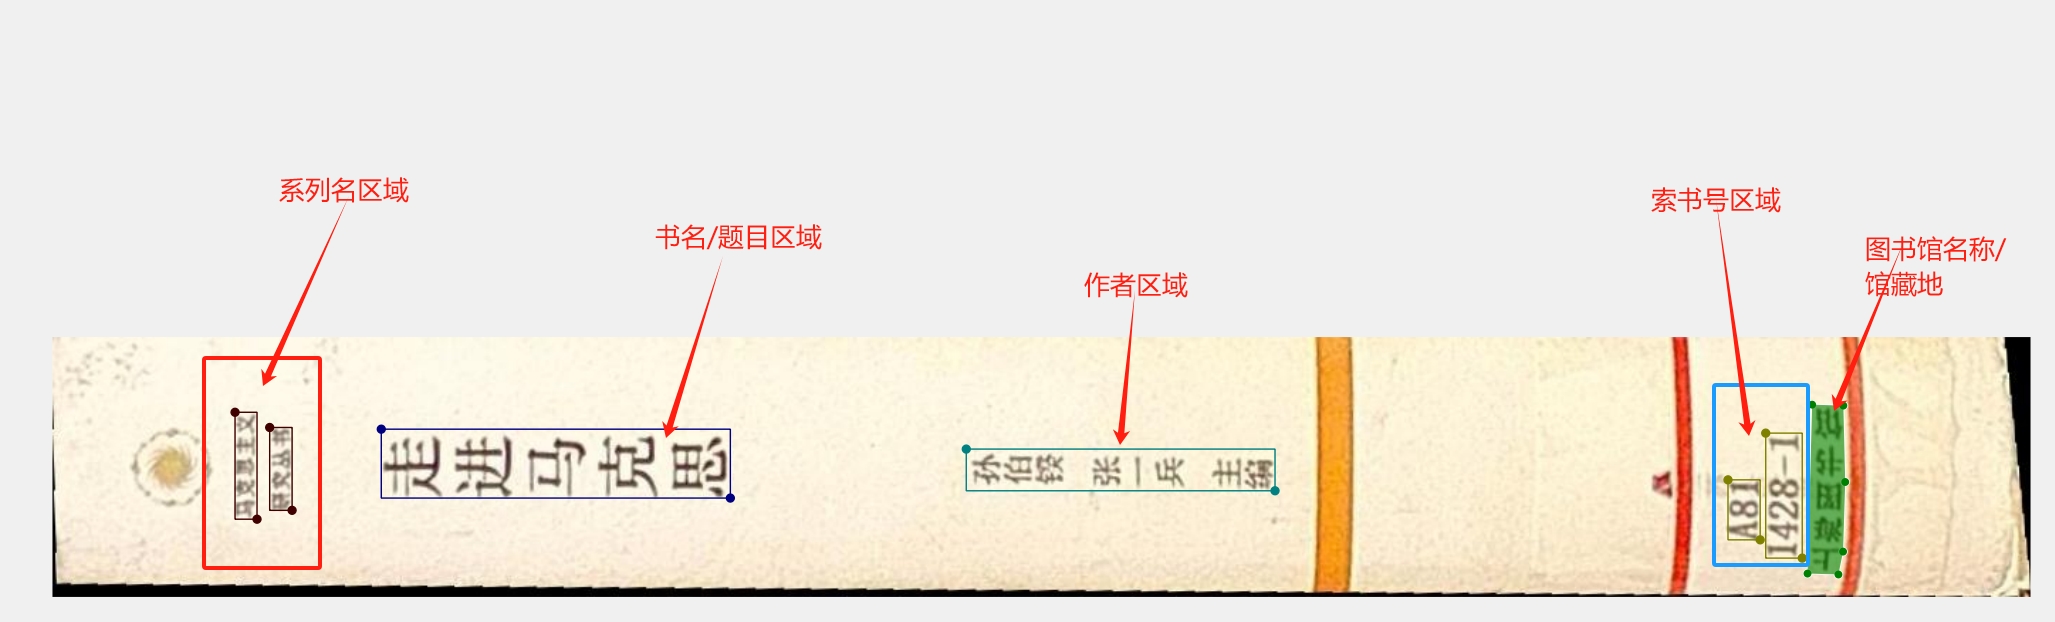 系列名区域
书名/题目区域
作者区域
索书号区域
图书馆名称/
馆藏地
马克思主义
研究丛书
走进马克思
孙伯鍨 张一兵 主编
A81
1428-1